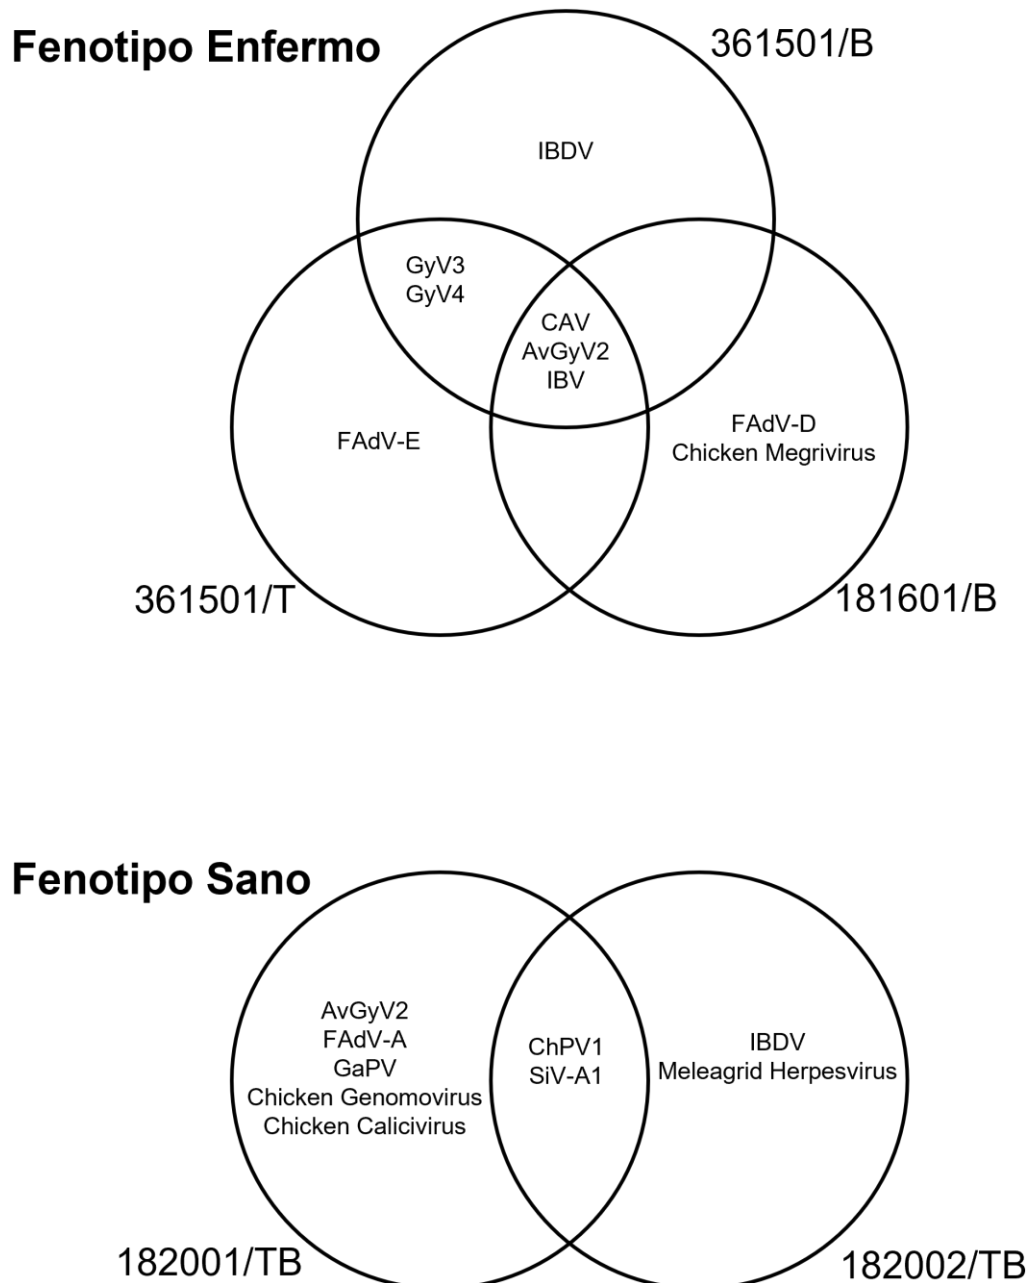 Fenotipo Enfermo
361501/B
IBDV
GyV3
GyV4
CAV
AvGyV2
IBV
FAdV-E
FAdV-D
Chicken Megrivirus
361501/T
181601/B
Fenotipo Sano
AvGyV2
FAdV-A
GaPV
Chicken Genomovirus
Chicken Calicivirus
ChPV1
SiV-A1
IBDV
Meleagrid Herpesvirus
182001/TB
182002/TB